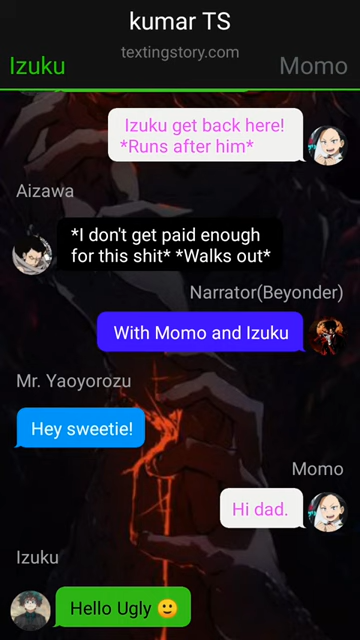 kumar TS
textingstory.com
Izuku
Momo
Izuku get back here!
*Runs after him*
Aizawa
*I don't get paid enough
for this shit* *Walks out*
Narrator(Beyonder)
With Momo and Izuku
Mr. Yaoyorozu
Hey sweetie!
Momo
Hi dad.
Izuku
Hello Ugly 🙂